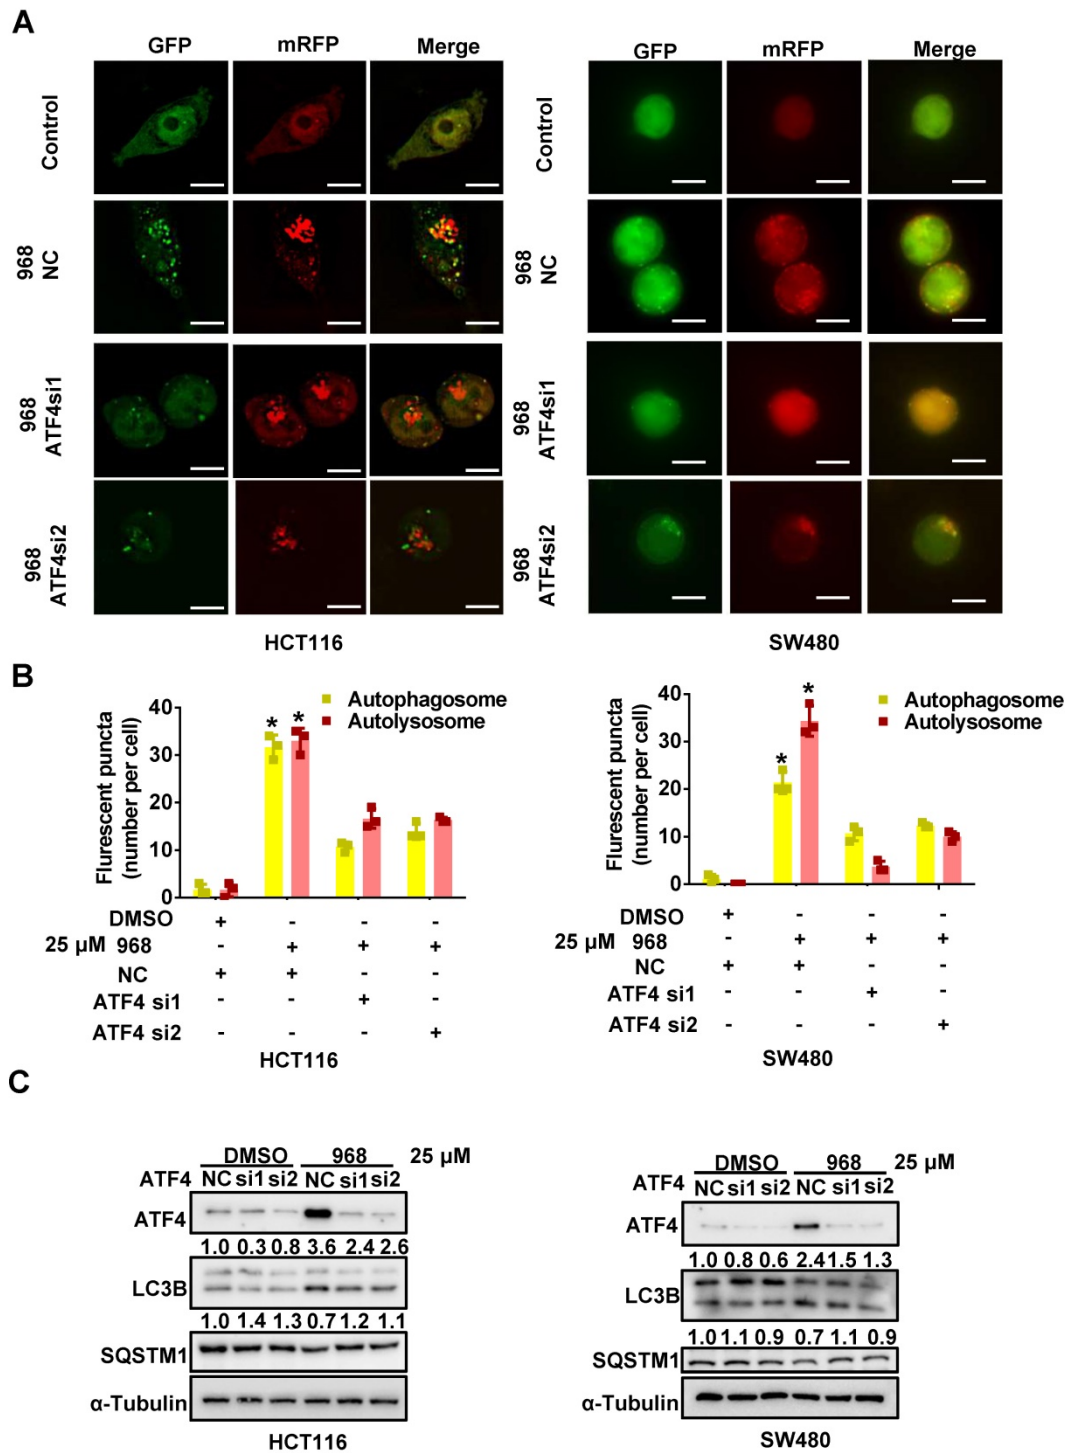 A
GFP mRFP Merge
GFP mRFP Merge
Control
968 NC
968 ATF4si1
968 ATF4si2
Control
968 NC
968 ATF4si1
968 ATF4si2
HCT116
SW480
B
Flurescent puncta (number per cell)
40
30
20
10
0
Autophagosome
Autolysosome
* *
DMSO + - - -
25 μM 968 - + + +
NC + + - -
ATF4 si1 - - + -
ATF4 si2 - - - +
HCT116
Flurescent puncta (number per cell)
40
30
20
10
0
Autophagosome
Autolysosome
* *
DMSO + - - -
25 μM 968 - + + +
NC + + - -
ATF4 si1 - - + -
ATF4 si2 - - - +
SW480
C
DMSO 968 25 μM
ATF4 NC si1 si2 NC si1 si2
ATF4
1.0 0.3 0.8 3.6 2.4 2.6
LC3B
1.0 1.4 1.3 0.7 1.2 1.1
SQSTM1
α-Tubulin
HCT116
DMSO 968 25 μM
ATF4 NC si1 si2 NC si1 si2
ATF4
1.0 0.8 0.6 2.4 1.5 1.3
LC3B
1.0 1.1 0.9 0.7 1.1 0.9
SQSTM1
α-Tubulin
SW480